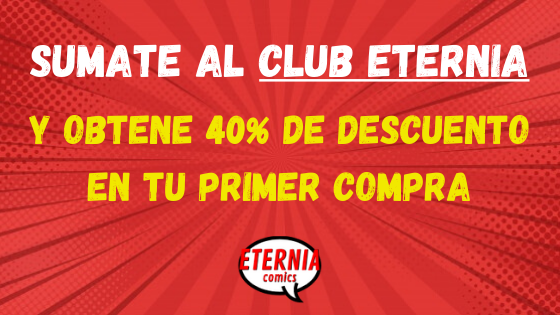 SUMATE AL CLUB ETERNIA
Y OBTENE 40% DE DESCUENTO
EN TU PRIMER COMPRA
ETERNIA
comics